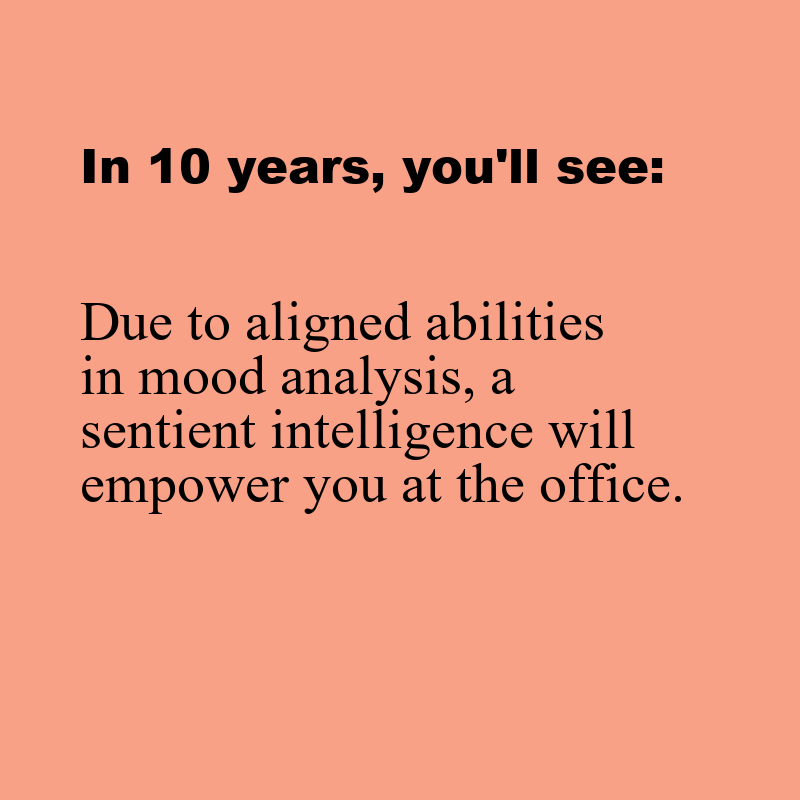 In 10 years, you'll see:
Due to aligned abilities
in mood analysis, a
sentient intelligence will
empower you at the office.